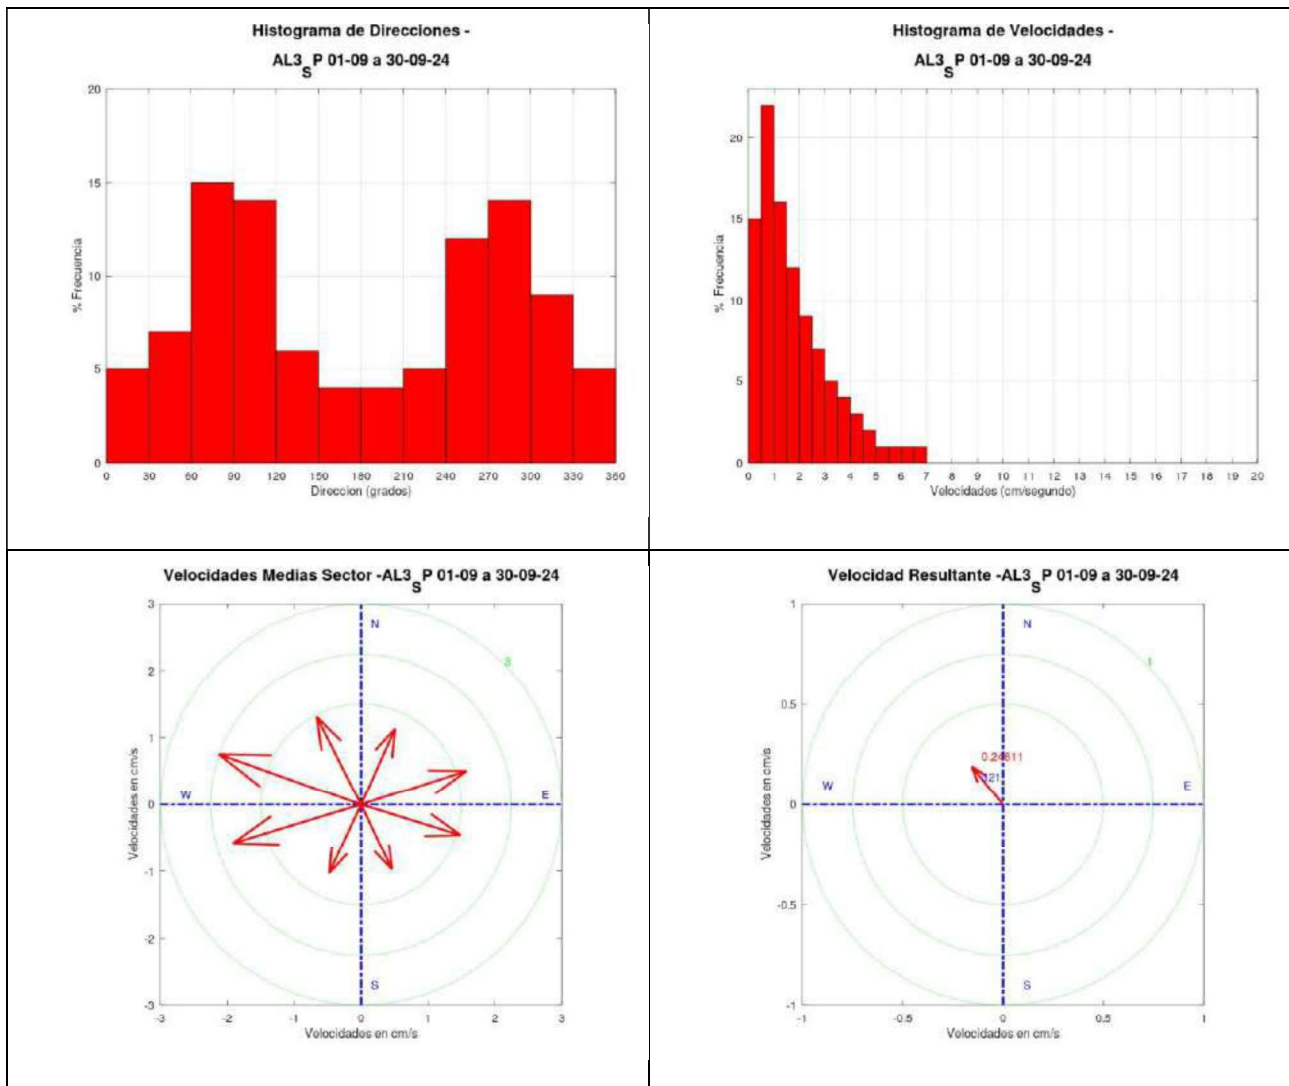 Histograma de Direcciones -
AL3SP 01-09 a 30-09-24
20
15
10
5
0
% Frecuencia
0 30 60 90 120 150 180 210 240 270 300 330 360
Direccion (grados)
Histograma de Velocidades -
AL3SP 01-09 a 30-09-24
20
15
10
5
0
% Frecuencia
0 1 2 3 4 5 6 7 8 9 10 11 12 13 14 15 16 17 18 19 20
Velocidades (cm/segundo)
Velocidades Medias Sector -AL3SP 01-09 a 30-09-24
3
2
1
0
-1
-2
-3
Velocidades en cm/s
N
3
W
E
S
-3 -2 -1 0 1 2 3
Velocidades en cm/s
Velocidad Resultante -AL3SP 01-09 a 30-09-24
1
0.5
0
-0.5
-1
Velocidades en cm/s
N
1
W
E
S
-1 -0.5 0 0.5 1
Velocidades en cm/s